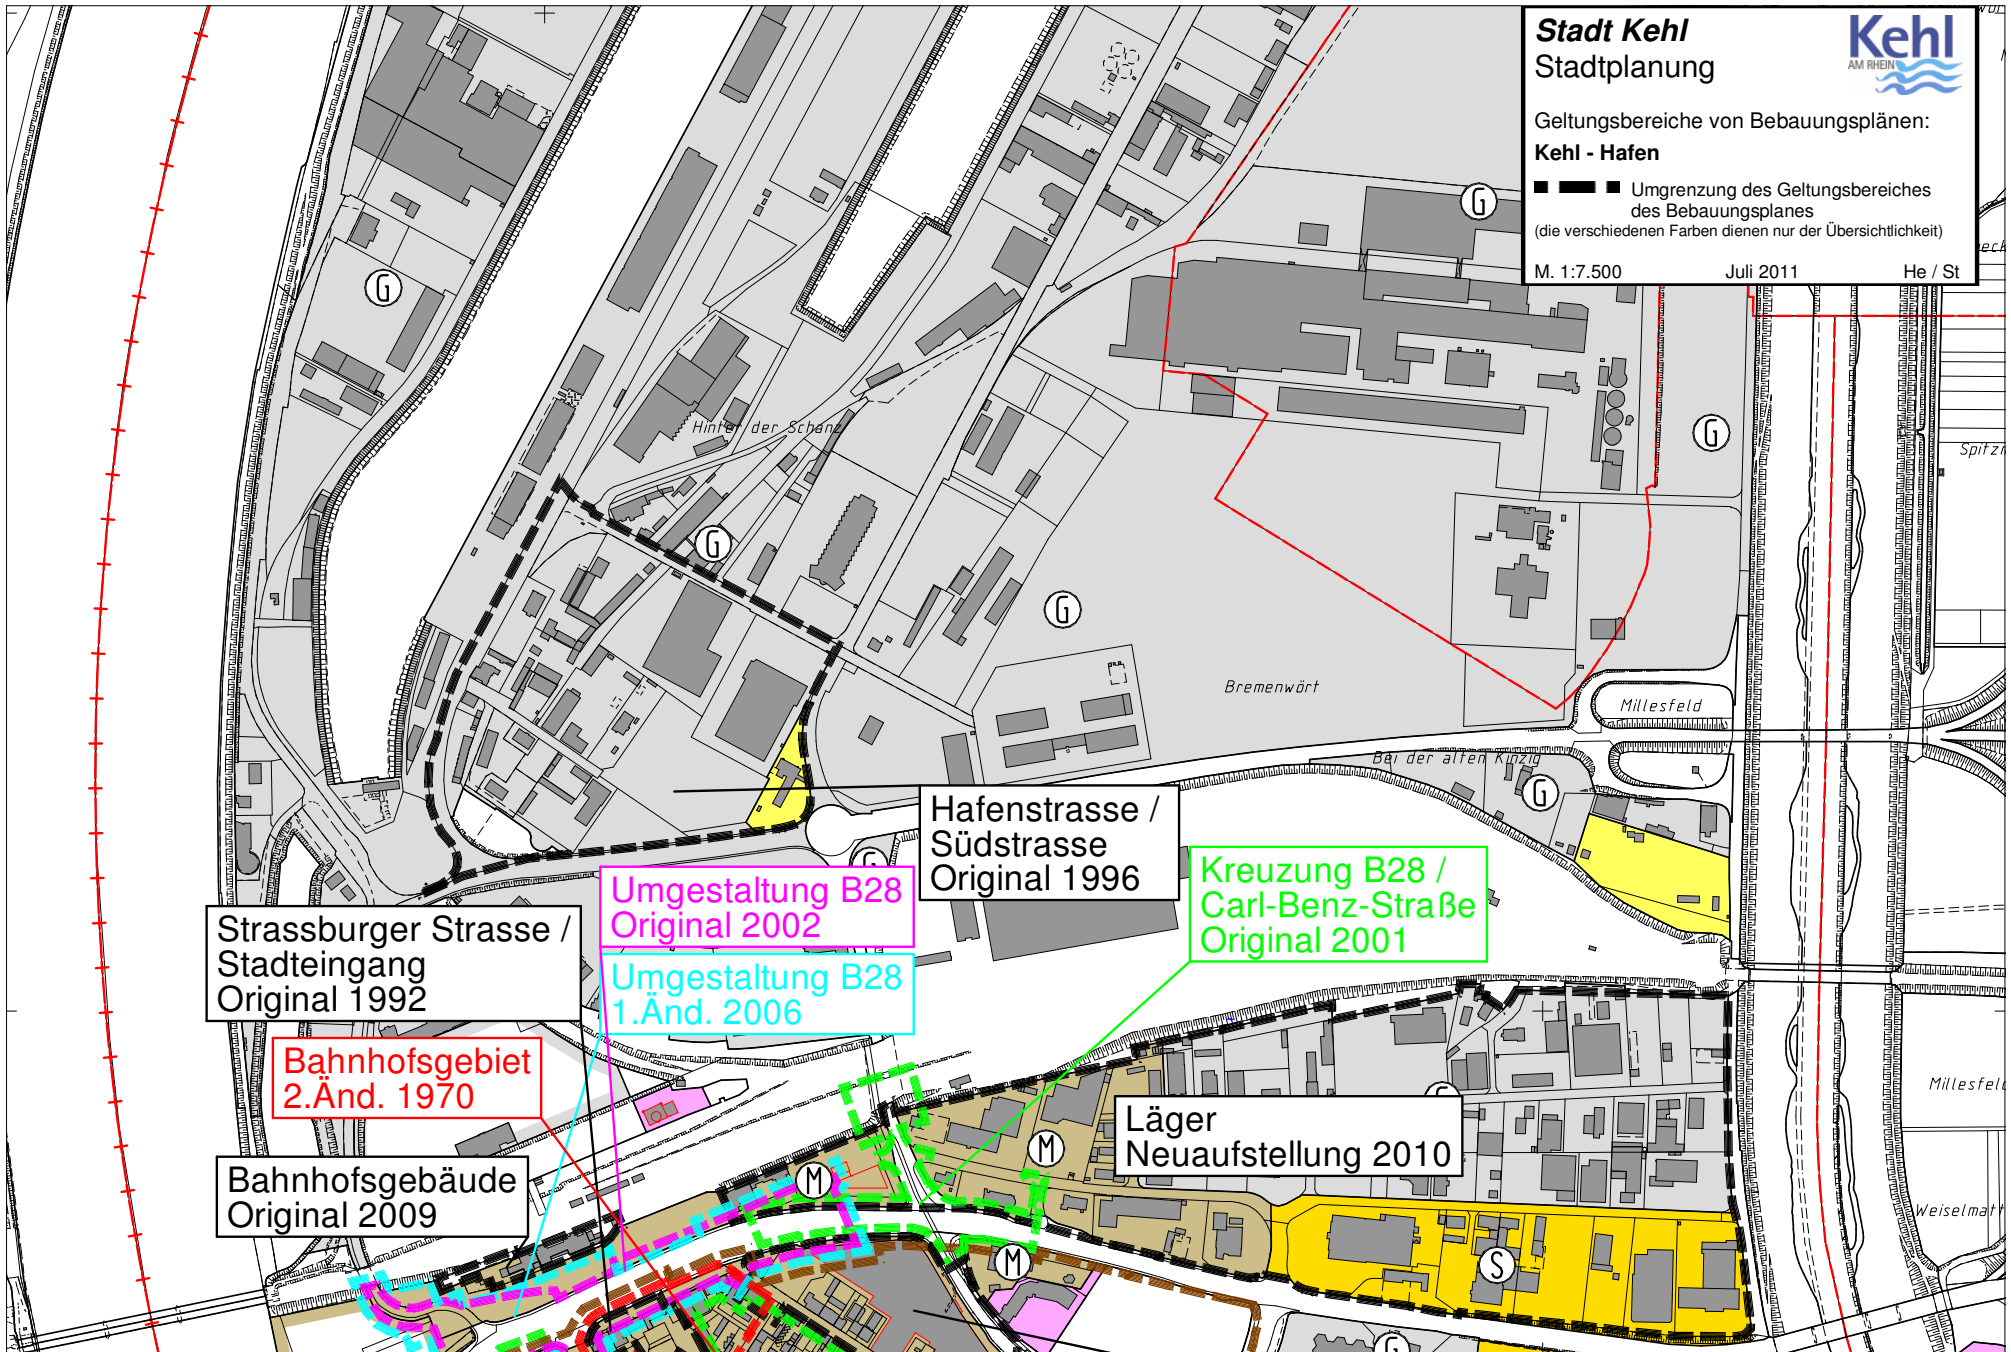 Stadt Kehl
Stadtplanung
Kehl
AM RHEIN
Geltungsbereiche von Bebauungsplänen:
Kehl - Hafen
Umgrenzung des Geltungsbereiches
des Bebauungsplanes
(die verschiedenen Farben dienen nur der Übersichtlichkeit)
M. 1:7.500 Juli 2011 He / St
G
G
G
Hinter der Schanz
Spitz
G
G
Bremenwört
Millesfeld
Bei der alten Kinzig
G
Hafenstrasse /
Südstrasse
Original 1996
G
Kreuzung B28 /
Carl-Benz-Straße
Original 2001
Umgestaltung B28
Original 2002
Strassburger Strasse /
Stadteingang
Original 1992
Umgestaltung B28
1.Änd. 2006
Bahnhofsgebiet
2.Änd. 1970
Millesfeld
Läger
Neuaufstellung 2010
M
M
Bahnhofsgebäude
Original 2009
Weiselmatt
M
S
G